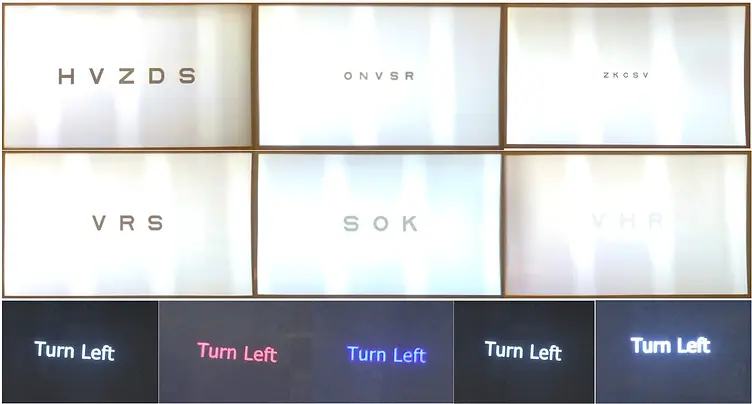 H V Z D S
O N V S R
Z K C S V
V R S
S O K
V H R
Turn Left
Turn Left
Turn Left
Turn Left
Turn Left